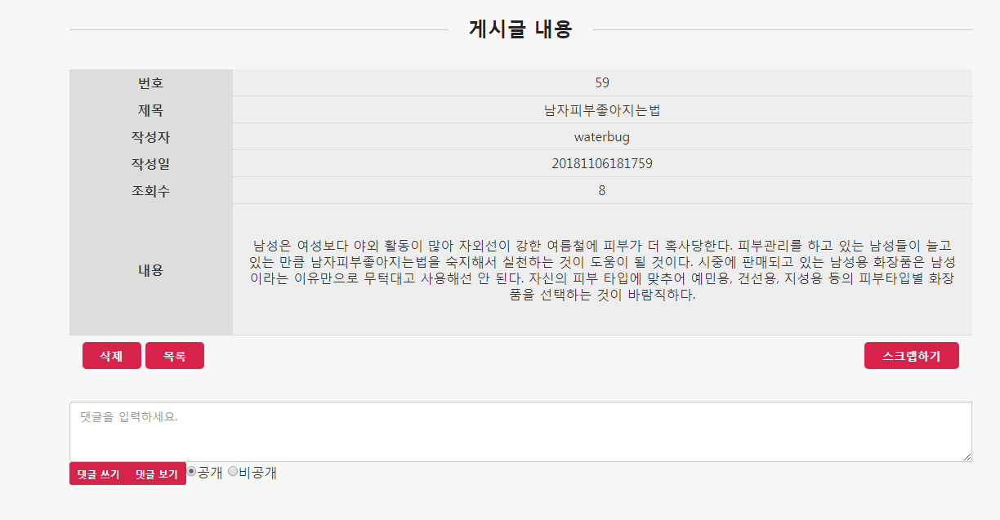 게시글 내용
번호 59
제목 남자피부좋아지는법
작성자 waterbug
작성일 20181106181759
조회수 8
남성은 여성보다 야외 활동이 많아 자외선이 강한 여름철에 피부가 더 혹사당한다. 피부관리를 하고 있는 남성들이 늘고
있는 만큼 남자피부좋아지는법을 숙지해서 실천하는 것이 도움이 될 것이다. 시중에 판매되고 있는 남성용 화장품은 남성
내용
이라는 이유만으로 무턱대고 사용해선 안 된다. 자신의 피부 타입에 맞추어 예민용, 건선용, 지성용 등의 피부타입별 화장
품을 선택하는 것이 바람직하다.
삭제 목록 스크랩하기
댓글을 입력하세요.
댓글 쓰기 댓글 보기 공개 비공개